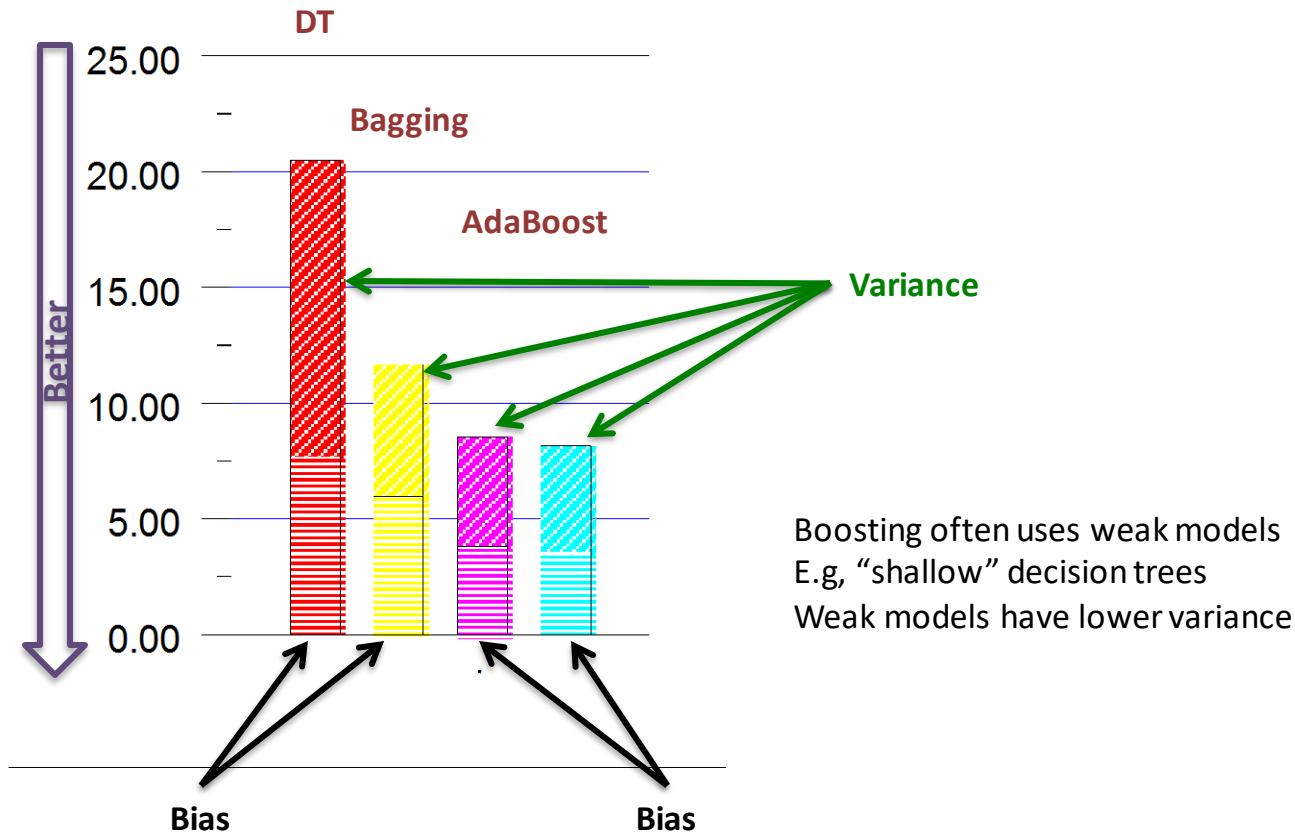 DT
25.00
Bagging
20.00
AdaBoost
15.00
Variance
Better
10.00
5.00
Boosting often uses weak models
E.g, “shallow” decision trees
Weak models have lower variance
0.00
Bias
Bias